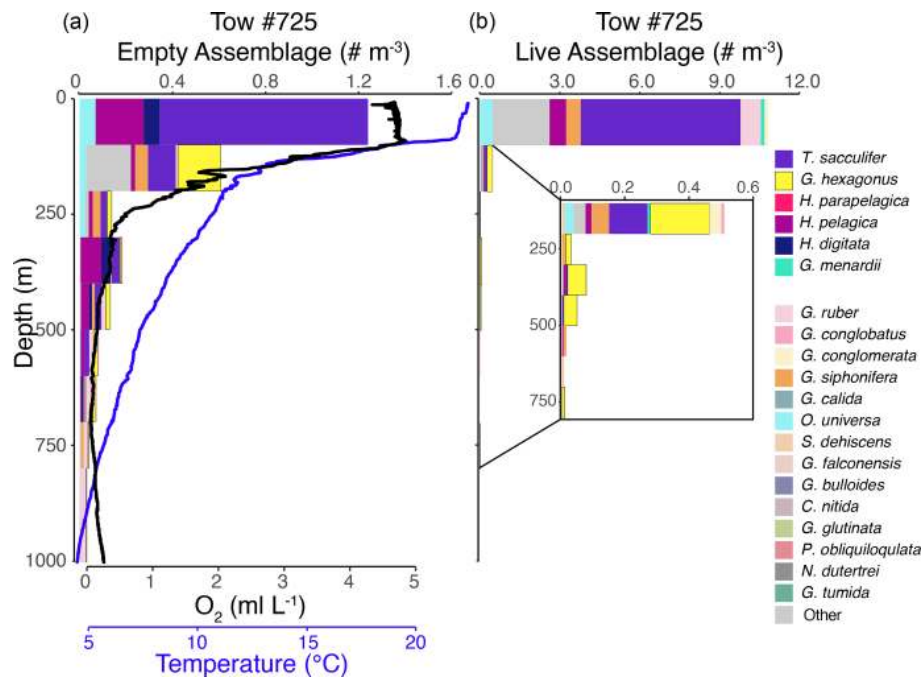 (a)
Tow #725
Empty Assemblage (# m-3)
0 0.4 0.8 1.2 1.6
0
250
500
750
1000
Depth (m)
0 1 2 3 4 5
O2 (ml L-1)
5 10 15 20
Temperature (°C)
(b)
Tow #725
Live Assemblage (# m-3)
0.0 3.0 6.0 9.0 12.0
0.0 0.2 0.4 0.6
250
500
750
T. sacculifer
G. hexagonus
H. parapelagica
H. pelagica
H. digitata
G. menardii
G. ruber
G. conglobatus
G. conglomerata
G. siphonifera
G. calida
O. universa
S. dehiscens
G. falconensis
G. bulloides
C. nitida
G. glutinata
P. obliquiloqulata
N. dutertrei
G. tumida
Other